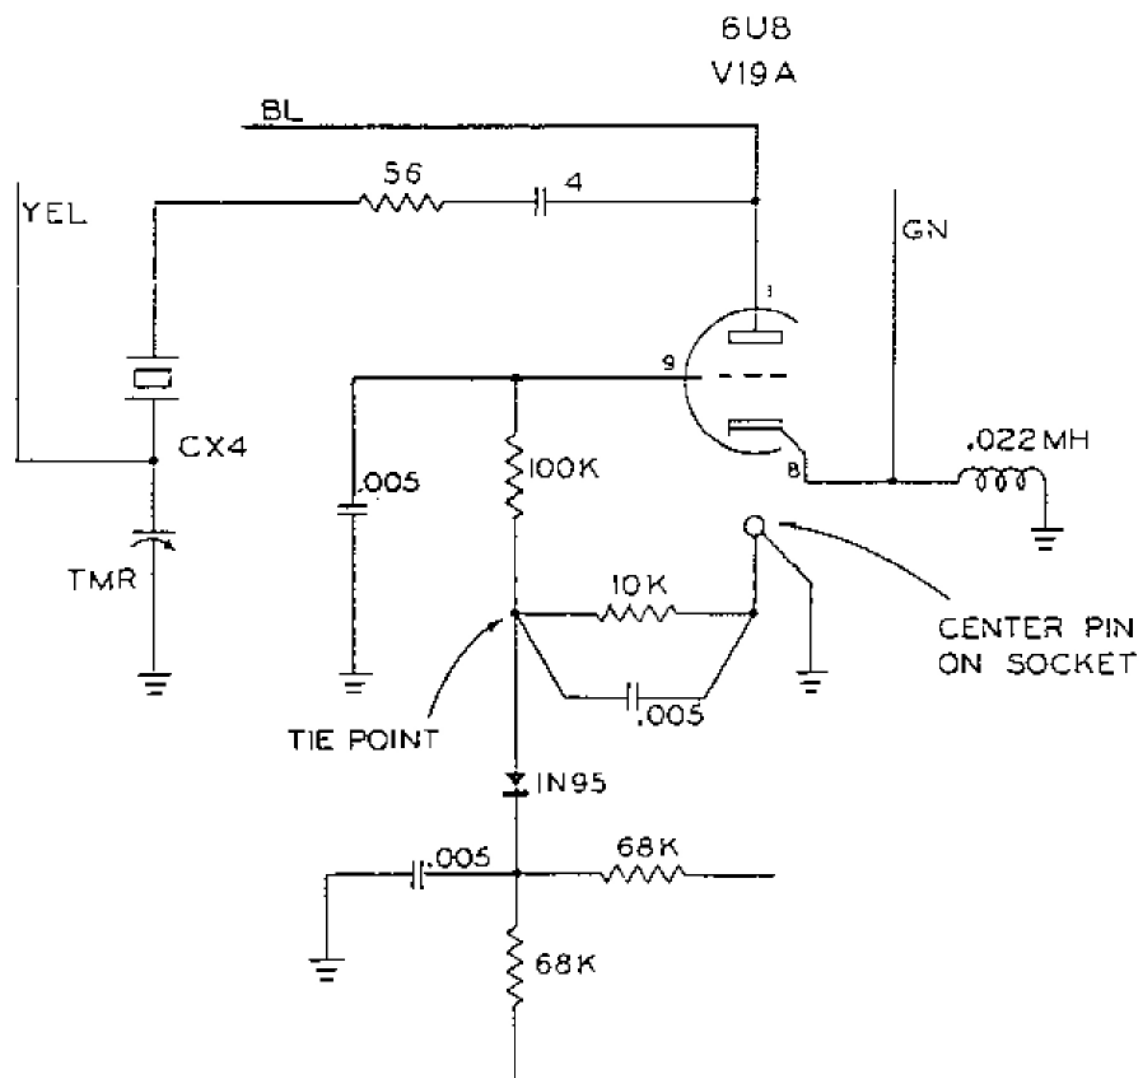 6U8
V19A
BL
56
4
YEL
GN
1
9
CX4
8
.022MH
100K
.005
TMR
10K
CENTER PIN
ON SOCKET
.005
TIE POINT
IN95
.005
68K
68K